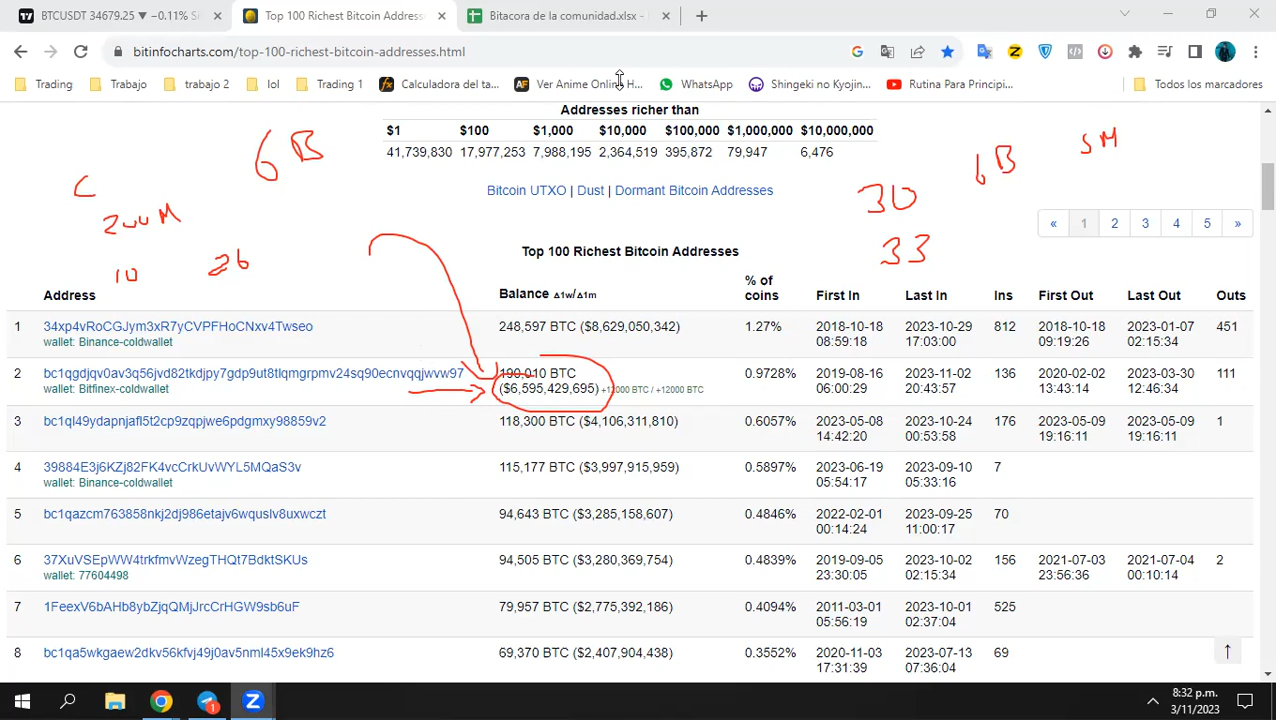 BTCUSDT 34679.25 ▼ −0.11% Si
Top 100 Richest Bitcoin Address
Bitacora de la comunidad.xlsx -
bitinfocharts.com/top-100-richest-bitcoin-addresses.html
Trading
Trabajo
trabajo 2
lol
Trading 1
Calculadora del ta...
Ver Anime Online H...
WhatsApp
Shingeki no Kyojin...
Rutina Para Principi...
Todos los marcadores
Addresses richer than
$1 $100 $1,000 $10,000 $100,000 $1,000,000 $10,000,000
41,739,830 17,977,253 7,988,195 2,364,519 395,872 79,947 6,476
6 B
6B
5M
C
200 M
10
26
30
33
Bitcoin UTXO | Dust | Dormant Bitcoin Addresses
« 1 2 3 4 5 »
Top 100 Richest Bitcoin Addresses
Address Balance Δ1w/Δ1m % of coins First In Last In Ins First Out Last Out Outs
1 34xp4vRoCGJym3xR7yCVPFHoCNxv4Twseo 248,597 BTC ($8,629,050,342) 1.27% 2018-10-18 2023-10-29 812 2018-10-18 2023-01-07 451
wallet: Binance-coldwallet 08:59:18 17:03:00 09:19:26 02:15:34
2 bc1qgdjqv0av3q56jvd82tkdjpy7gdp9ut8tlqmgrpmv24sq90ecnvqqjwvw97 190,010 BTC 0.9728% 2019-08-16 2023-11-02 136 2020-02-02 2023-03-30 111
wallet: Bitfinex-coldwallet ($6,595,429,695) +12000 BTC / +12000 BTC 06:00:29 13:43:14 12:46:34
3 bc1ql49ydapnjafl5t2cp9zqpjwe6pdgmxy98859v2 118,300 BTC ($4,106,311,810) 0.6057% 2023-05-08 2023-10-24 176 2023-05-09 2023-05-09 1
14:42:20 00:53:58 19:16:11 19:16:11
4 39884E3j6KZj82FK4vcCrkUvWYL5MQaS3v 115,177 BTC ($3,997,915,959) 0.5897% 2023-06-19 2023-09-10 7
wallet: Binance-coldwallet 05:54:17 05:33:16
5 bc1qazcm763858nkj2dj986etajv6wquslv8uxwczt 94,643 BTC ($3,285,158,607) 0.4846% 2022-02-01 2023-09-25 70
00:14:24 11:00:17
6 37XuVSEpWW4trkfmvWzegTHQt7BdktSKUs 94,505 BTC ($3,280,369,754) 0.4839% 2019-09-05 2023-10-02 156 2021-07-03 2021-07-04 2
wallet: 77604498 23:30:05 02:15:34 23:56:36 00:10:14
7 1FeexV6bAHb8ybZjqQMjJrcCrHGW9sb6uF 79,957 BTC ($2,775,392,186) 0.4094% 2011-03-01 2023-10-01 525
05:56:19 02:37:04
8 bc1qa5wkgaew2dkv56kfvj49j0av5nml45x9ek9hz6 69,370 BTC ($2,407,904,438) 0.3552% 2020-11-03 2023-07-13 69
17:31:39 07:36:04
8:32 p.m.
3/11/2023